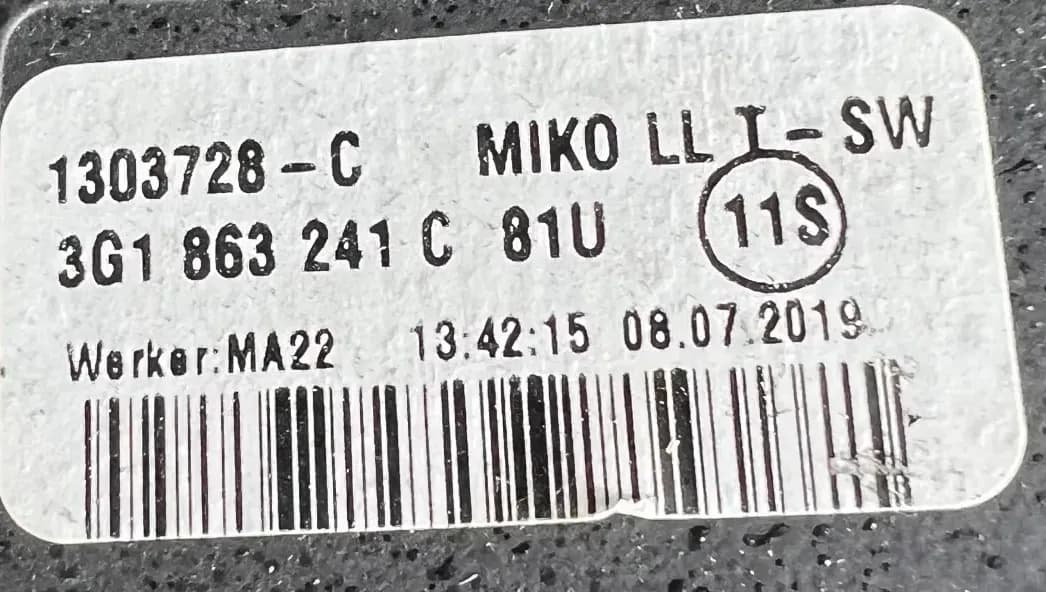 1303728-C MIKO LL I-SW
3G1 863 241 C 81U 11S
Werker:MA22 13:42:15 08.07.2019